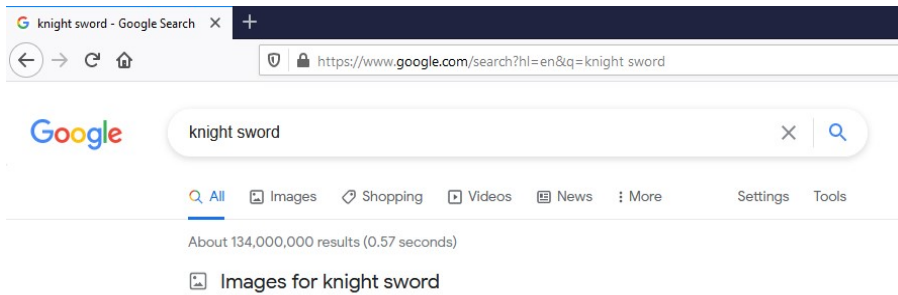 knight sword - Google Search
https://www.google.com/search?hl=en&q=knight sword
Google
knight sword
All Images Shopping Videos News More Settings Tools
About 134,000,000 results (0.57 seconds)
Images for knight sword